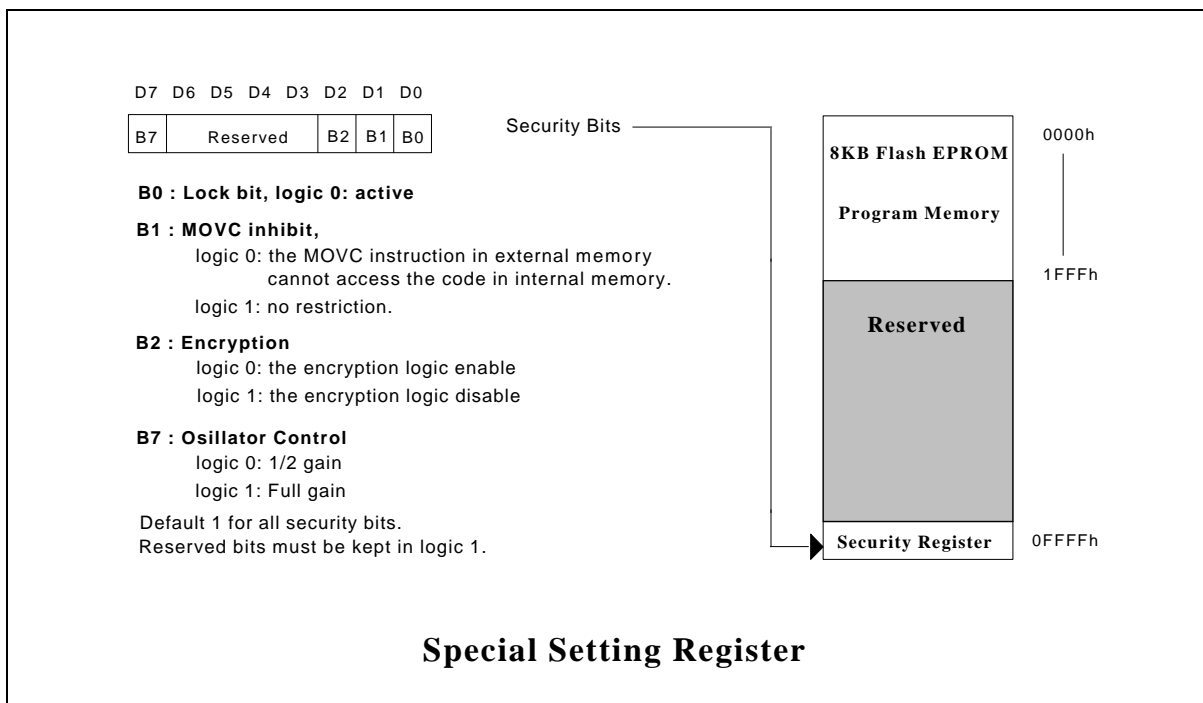 D7 D6 D5 D4 D3 D2 D1 D0
B7 Reserved B2 B1 B0
B0 : Lock bit, logic 0: active
B1 : MOVC inhibit,
logic 0: the MOVC instruction in external memory
cannot access the code in internal memory.
logic 1: no restriction.
B2 : Encryption
logic 0: the encryption logic enable
logic 1: the encryption logic disable
B7 : Osillator Control
logic 0: 1/2 gain
logic 1: Full gain
Default 1 for all security bits.
Reserved bits must be kept in logic 1.
Security Bits
8KB Flash EPROM
Program Memory
0000h
1FFFh
Reserved
Security Register
0FFFFh
Special Setting Register